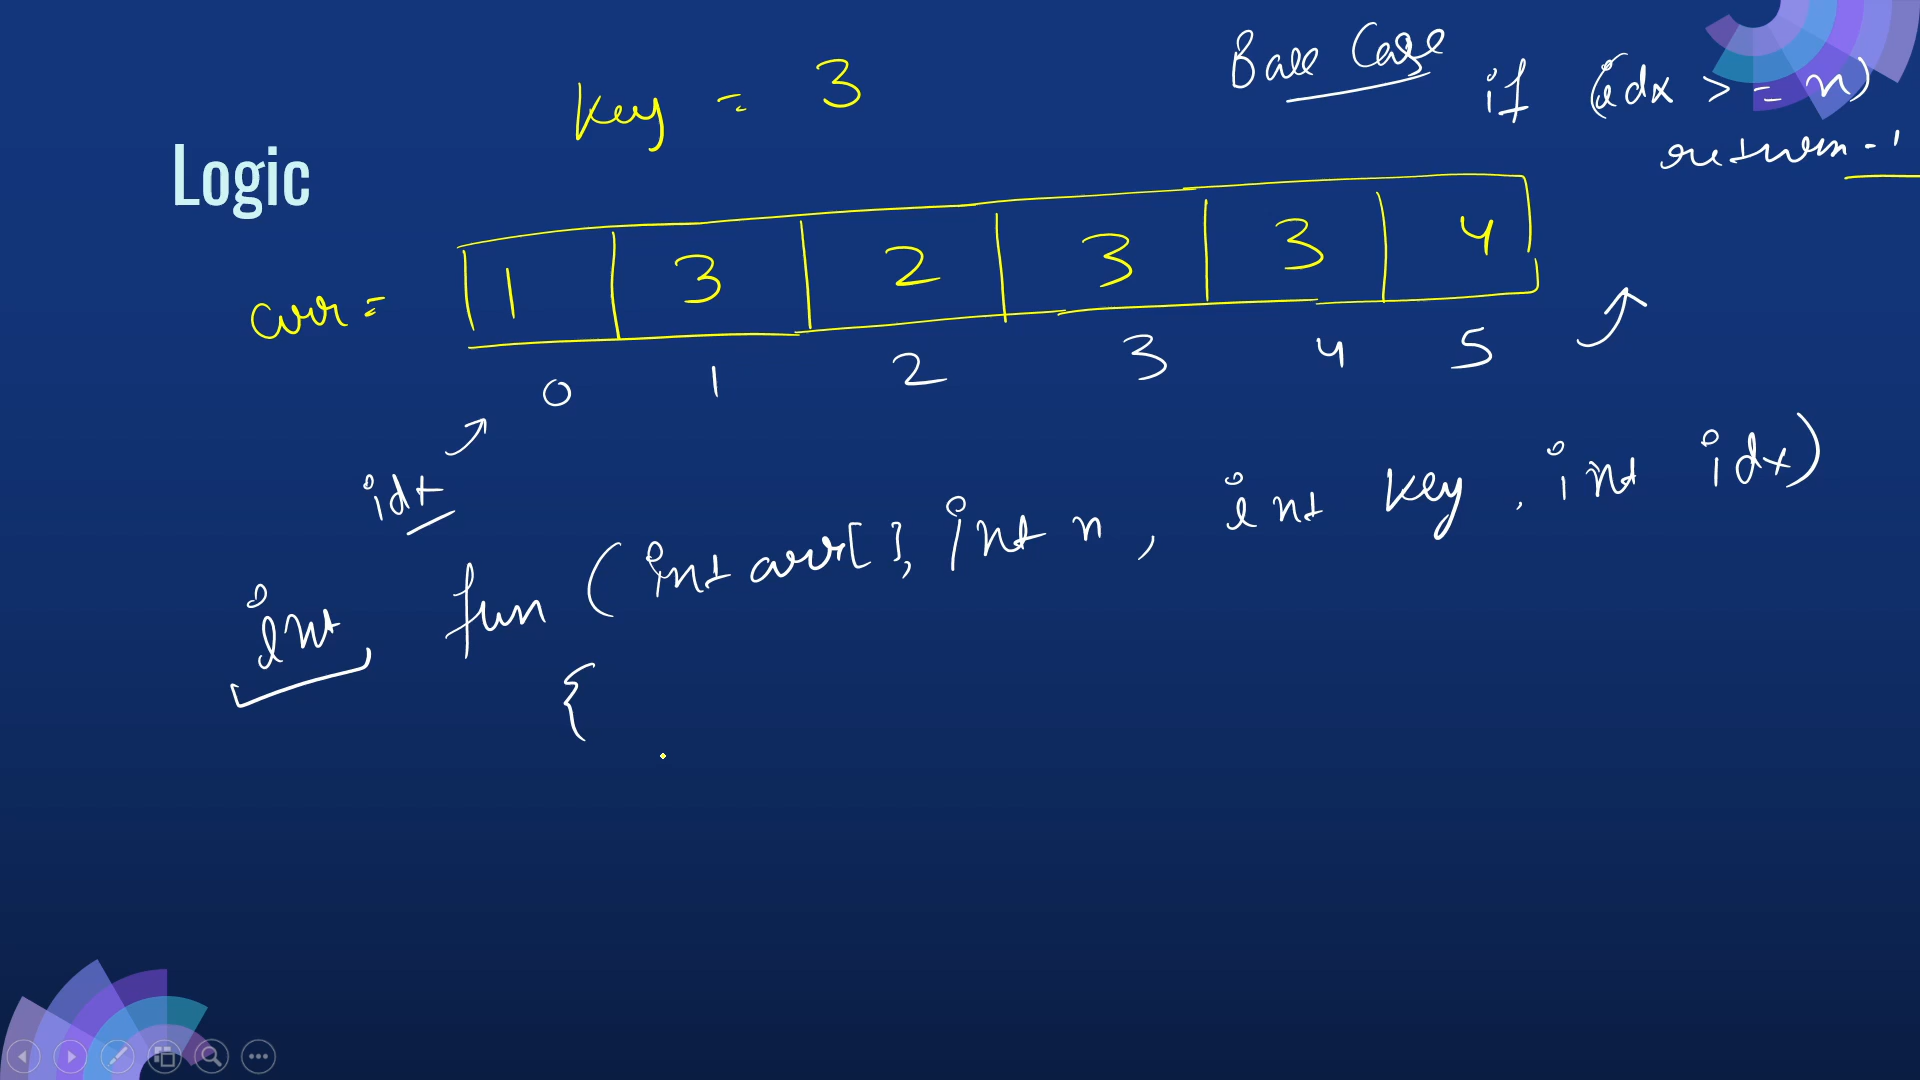 Base Case
key = 3
if (idx >= n)
return -1
Logic
arr = 1 3 2 3 3 4
0 1 2 3 4 5
idx
int fun (int arr[], int n, int key, int idx)
{